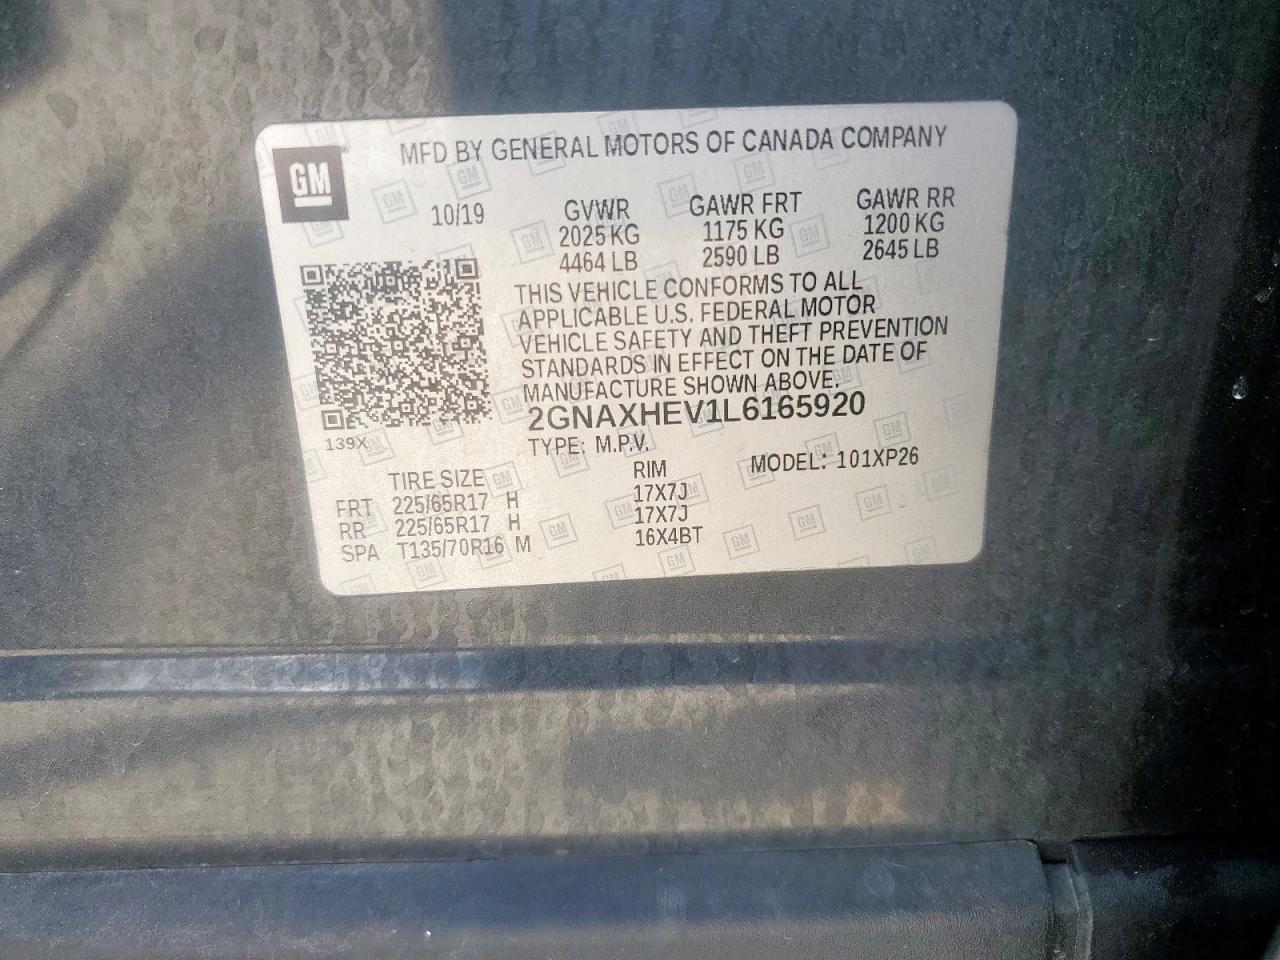 GM
MFD BY GENERAL MOTORS OF CANADA COMPANY
10/19
GVWR GAWR FRT GAWR RR
2025 KG 1175 KG 1200 KG
4464 LB 2590 LB 2645 LB
THIS VEHICLE CONFORMS TO ALL
APPLICABLE U.S. FEDERAL MOTOR
VEHICLE SAFETY AND THEFT PREVENTION
STANDARDS IN EFFECT ON THE DATE OF
MANUFACTURE SHOWN ABOVE.
2GNAXHEV1L6165920
139X
TYPE: M.P.V.
MODEL: 101XP26
TIRE SIZE RIM
FRT 225/65R17 H 17X7J
RR 225/65R17 H 17X7J
SPA T135/70R16 M 16X4BT